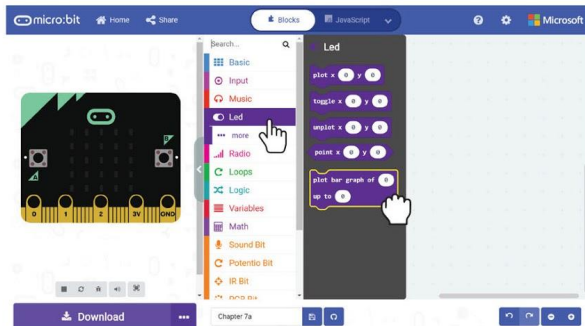 micro:bit Home Share Blocks JavaScript Microsoft
Search...
Basic
Input
Music
Led
more
Radio
Loops
Logic
Variables
Math
Sound Bit
Potentio Bit
IR Bit
Led
plot x 0 y 0
toggle x 0 y 0
unplot x 0 y 0
point x 0 y 0
plot bar graph of 0
up to 0
A
B
0 1 2 3V GND
Download
Chapter 7a